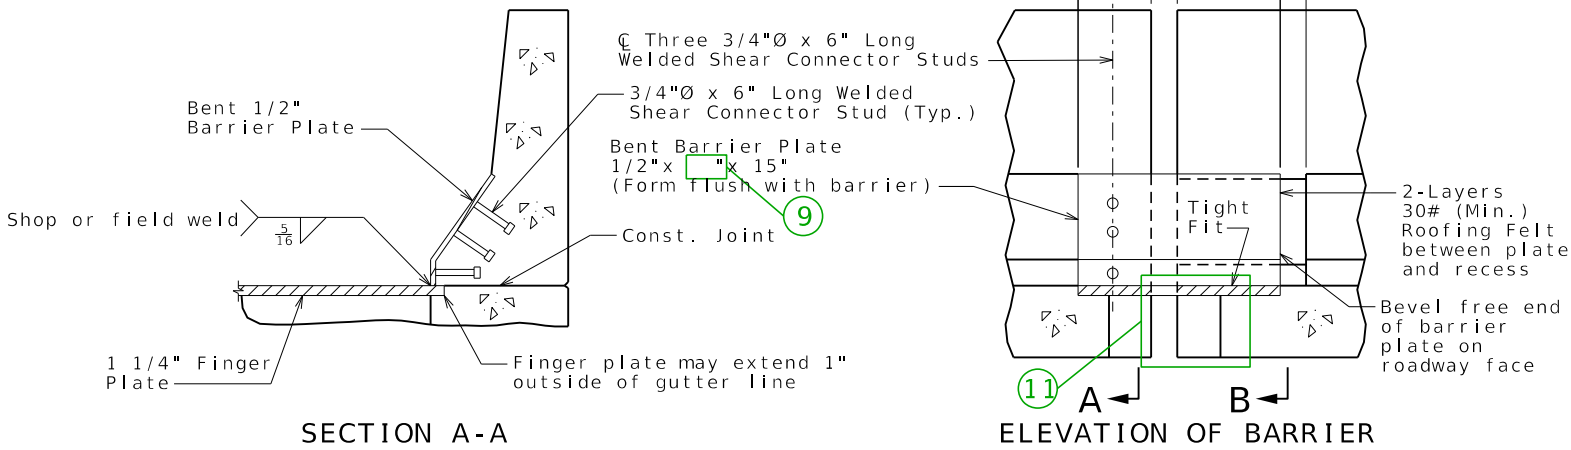 Bent 1/2"
Barrier Plate
Shop or field weld
5
16
1 1/4" Finger
Plate
℄ Three 3/4"Ø x 6" Long
Welded Shear Connector Studs
3/4"Ø x 6" Long Welded
Shear Connector Stud (Typ.)
Bent Barrier Plate
1/2"x "x 15"
(Form flush with barrier)
9
Const. Joint
Finger plate may extend 1"
outside of gutter line
SECTION A-A
Tight
Fit
2-Layers
30# (Min.)
Roofing Felt
between plate
and recess
Bevel free end
of barrier
plate on
roadway face
11
A
B
ELEVATION OF BARRIER